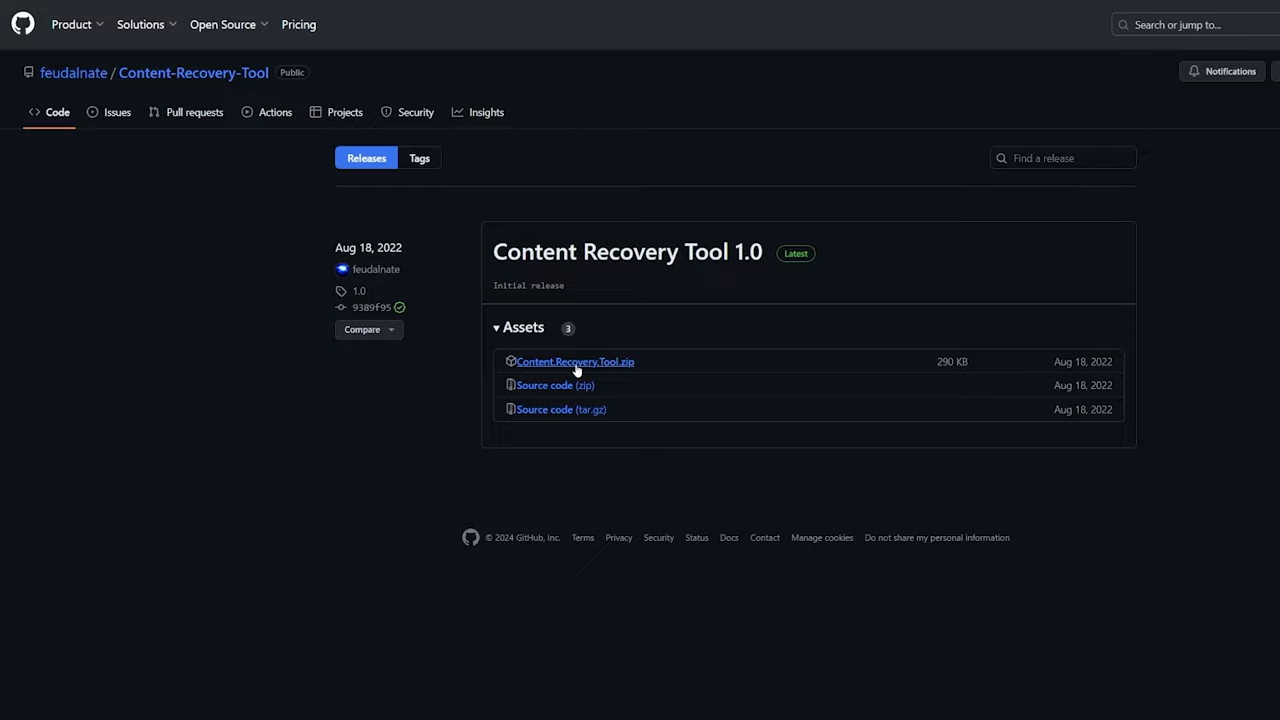 Product Solutions Open Source Pricing Search or jump to...
feudalnate / Content-Recovery-Tool Public Notifications
Code Issues Pull requests Actions Projects Security Insights
Releases Tags Find a release
Aug 18, 2022
feudalnate
1.0
9389f95
Compare
Content Recovery Tool 1.0 Latest
Initial release
Assets 3
Content.Recovery.Tool.zip 290 KB Aug 18, 2022
Source code (zip) Aug 18, 2022
Source code (tar.gz) Aug 18, 2022
© 2024 GitHub, Inc. Terms Privacy Security Status Docs Contact Manage cookies Do not share my personal information